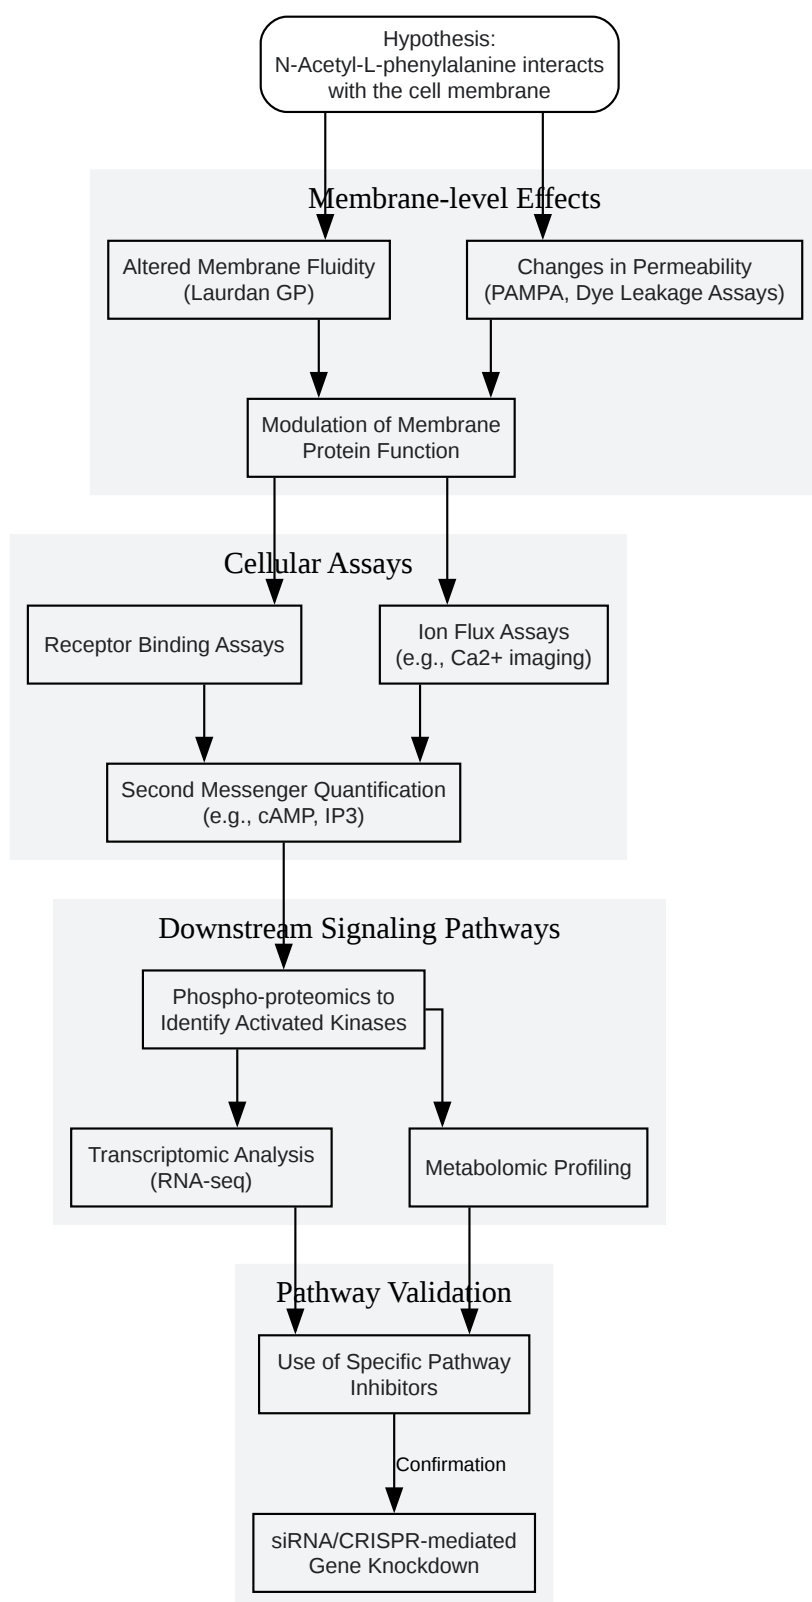 Hypothesis:
N-Acetyl-L-phenylalanine interacts
with the cell membrane
Membrane-level Effects
Altered Membrane Fluidity
(Laurdan GP)
Changes in Permeability
(PAMPA, Dye Leakage Assays)
Modulation of Membrane
Protein Function
Cellular Assays
Receptor Binding Assays
Ion Flux Assays
(e.g., Ca2+ imaging)
Second Messenger Quantification
(e.g., cAMP, IP3)
Downstream Signaling Pathways
Phospho-proteomics to
Identify Activated Kinases
Transcriptomic Analysis
(RNA-seq)
Metabolomic Profiling
Pathway Validation
Use of Specific Pathway
Inhibitors
Confirmation
siRNA/CRISPR-mediated
Gene Knockdown